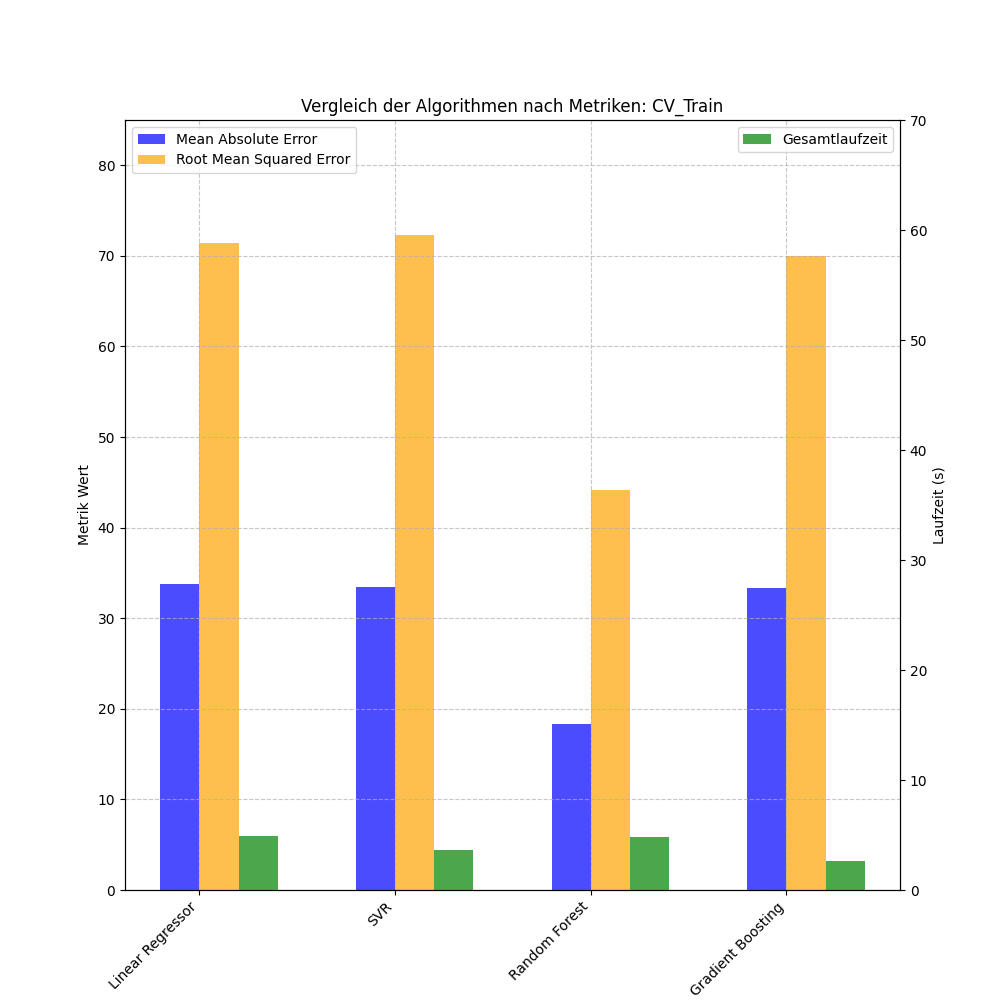 Vergleich der Algorithmen nach Metriken: CV_Train
Mean Absolute Error
Root Mean Squared Error
Gesamtlaufzeit
Metrik Wert
80
70
60
50
40
30
20
10
0
Laufzeit (s)
70
60
50
40
30
20
10
0
Linear Regressor
SVR
Random Forest
Gradient Boosting